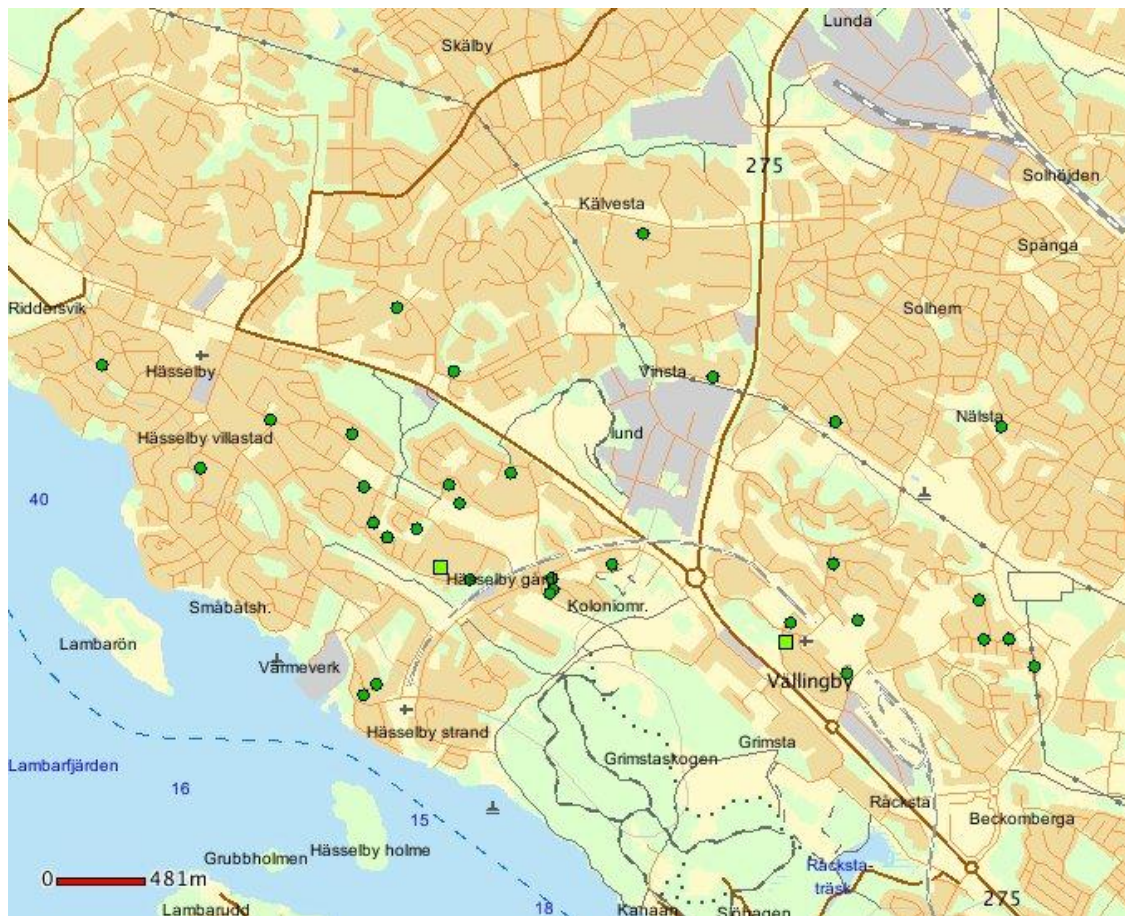 Lunda
Skälby
275
Solhöjden
Kälvesta
Spånga
Riddersvik
Solhem
Hässelby
Vinsta
Nälsta
Hässelby villastad
lund
40
Hässelby gård
Småbåtsh.
Koloniomr.
Lambarön
Värmeverk
Vällingby
Hässelby strand
Grimsta
Grimstaskogen
Lambarfjärden
16
Råcksta
15
Beckomberga
Hässelby holme
Grubbholmen
Råcksta-
träsk
0 481m
275
Lambarudd
18
Kanaan
Sjöhagen